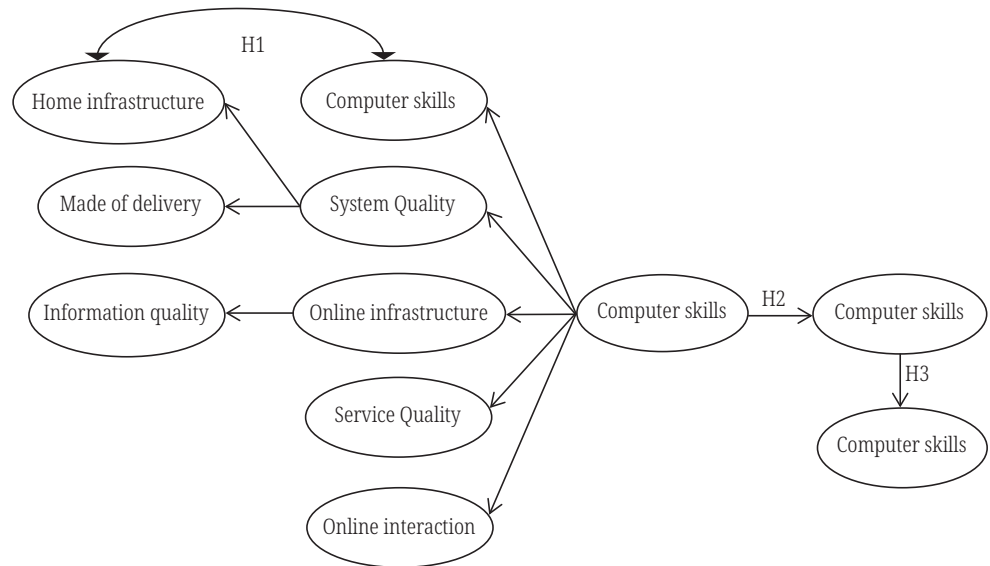 H1
Home infrastructure
Computer skills
Made of delivery
System Quality
Information quality
Online infrastructure
Computer skills
H2
Computer skills
H3
Service Quality
Computer skills
Online interaction